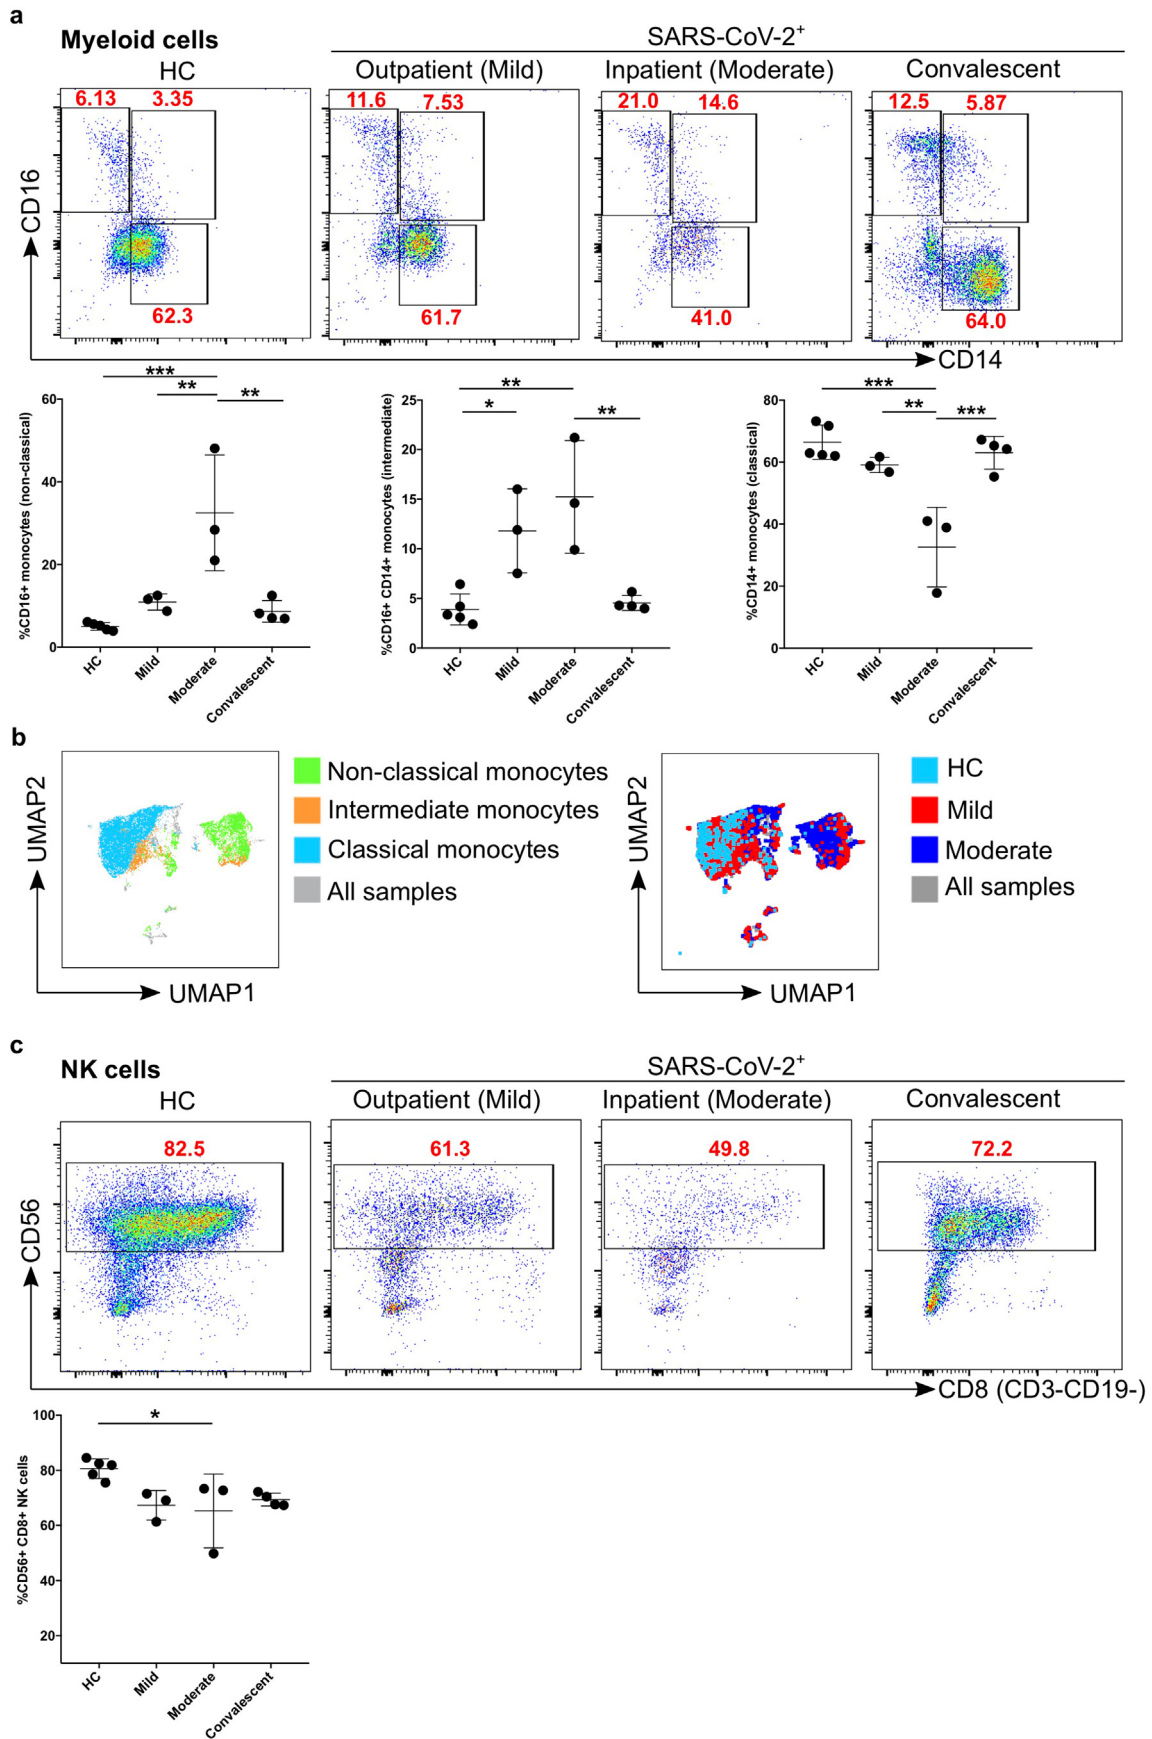 a
Myeloid cells
SARS-CoV-2+
HC
Outpatient (Mild)
Inpatient (Moderate)
Convalescent
6.13 3.35
11.6 7.53
21.0 14.6
12.5 5.87
CD16
62.3
61.7
41.0
64.0
CD14
*** ** **
60
40
20
0
%CD16+ monocytes (non-classical)
HC
Mild
Moderate
Convalescent
** * **
25
20
15
10
5
0
%CD16+ CD14+ monocytes (intermediate)
HC
Mild
Moderate
Convalescent
*** ** ***
80
60
40
20
0
%CD14+ monocytes (classical)
HC
Mild
Moderate
Convalescent
b
UMAP2
UMAP1
Non-classical monocytes
Intermediate monocytes
Classical monocytes
All samples
UMAP2
UMAP1
HC
Mild
Moderate
All samples
c
NK cells
SARS-CoV-2+
HC
Outpatient (Mild)
Inpatient (Moderate)
Convalescent
82.5
61.3
49.8
72.2
CD56
CD8 (CD3-CD19-)
*
100
80
60
40
20
%CD56+ CD8+ NK cells
HC
Mild
Moderate
Convalescent